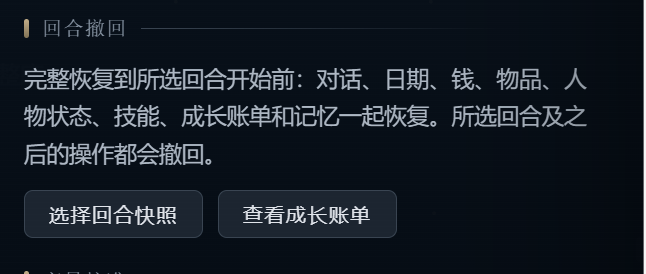 回合撤回
完整恢复到所选回合开始前：对话、日期、钱、物品、人
物状态、技能、成长账单和记忆一起恢复。所选回合及之
后的操作都会撤回。
选择回合快照 查看成长账单